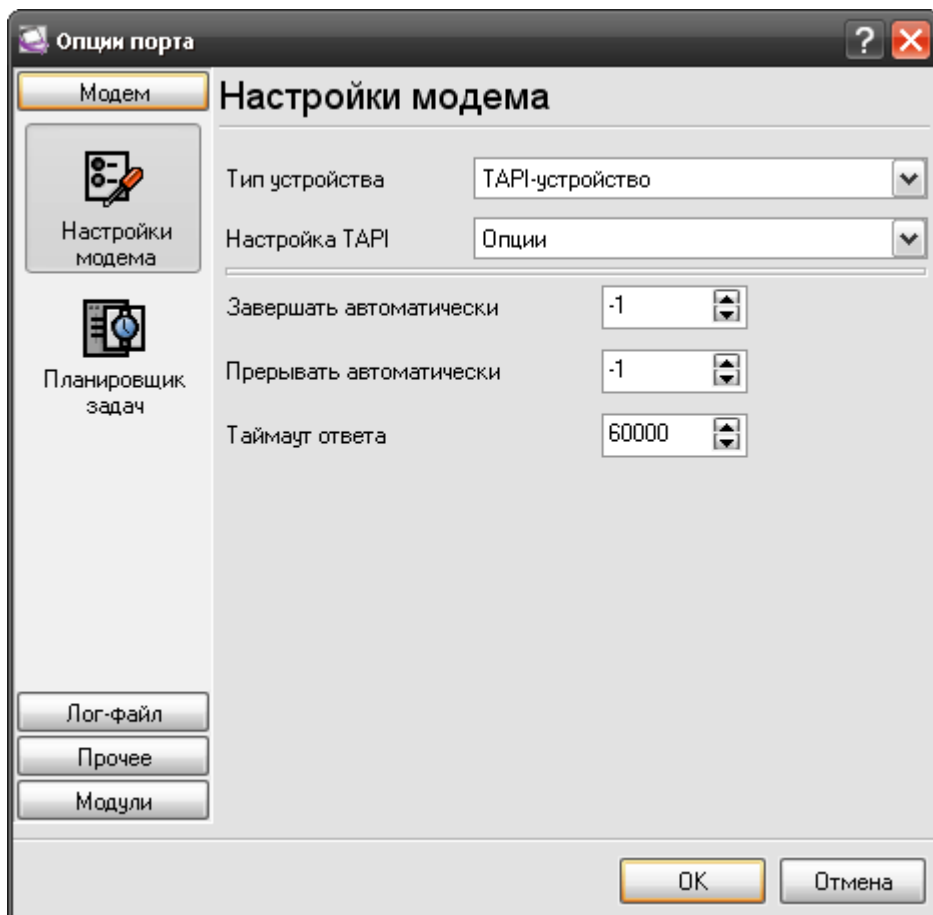 Опции порта
Модем
Настройки модема
Настройки
модема
Планировщик
задач
Тип устройства
TAPI-устройство
Настройка TAPI
Опции
Завершать автоматически
-1
Прерывать автоматически
-1
Таймаут ответа
60000
Лог-файл
Прочее
Модули
OK
Отмена